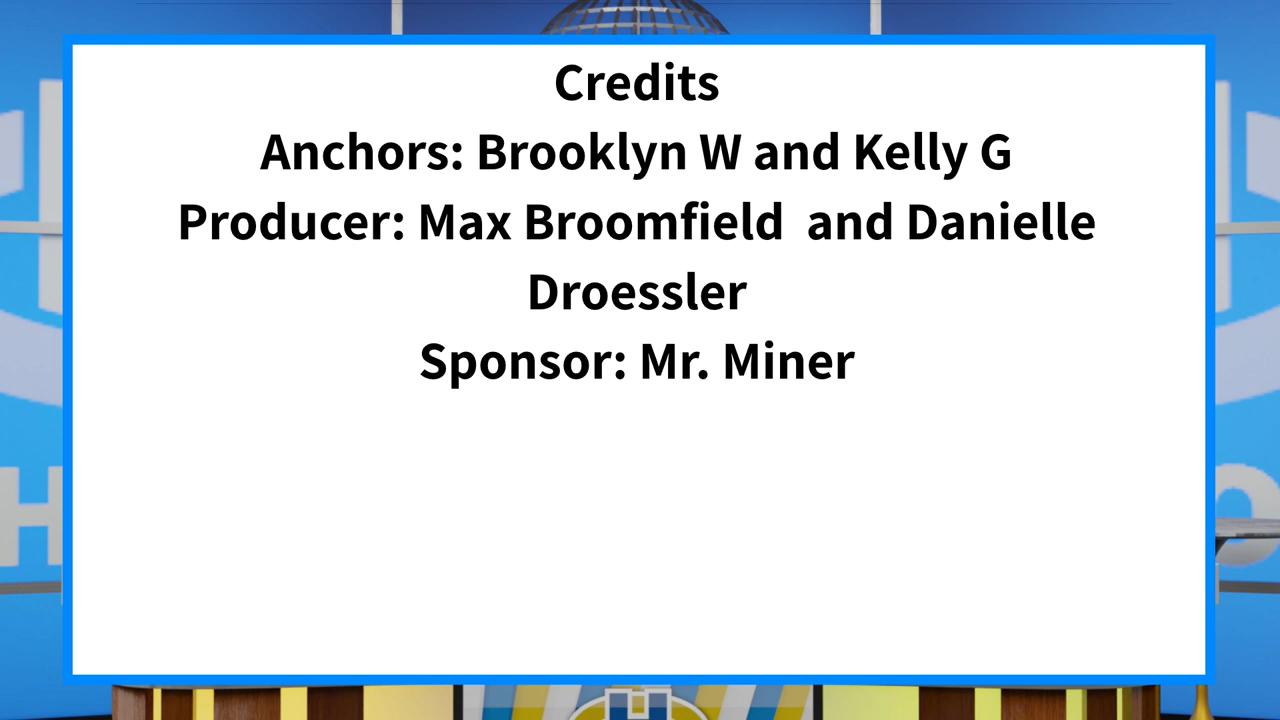 Credits
Anchors: Brooklyn W and Kelly G
Producer: Max Broomfield  and Danielle
Droessler
Sponsor: Mr. Miner
H
O